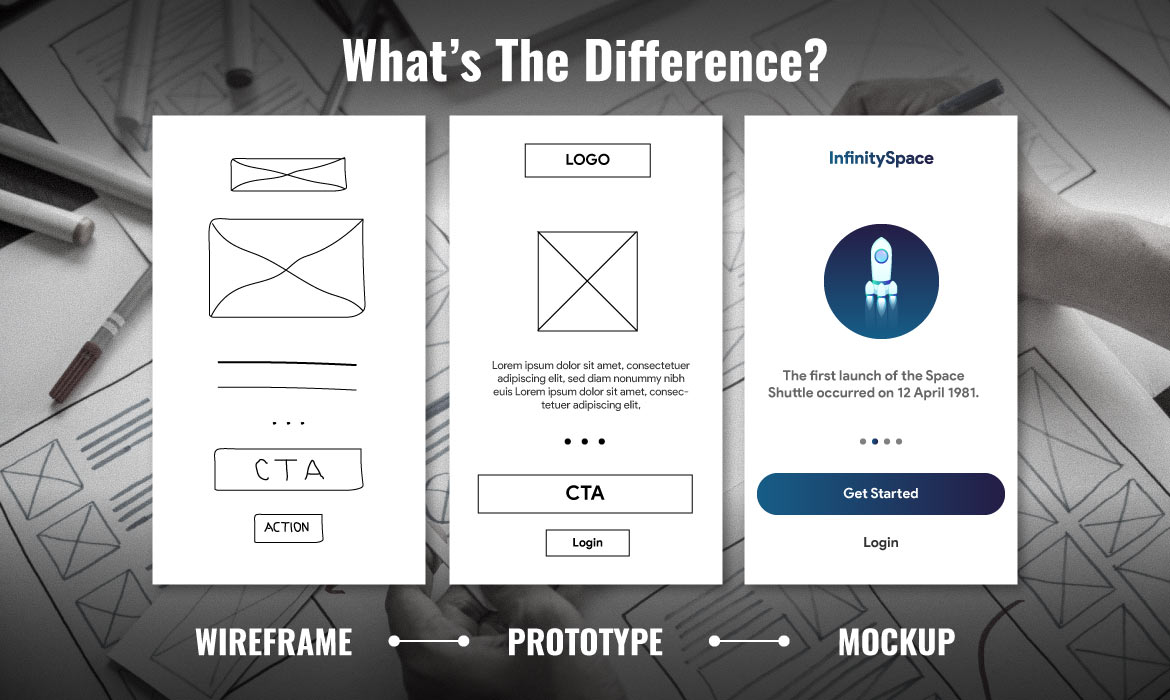 What's The Difference?
CTA
ACTION
LOGO
Lorem ipsum dolor sit amet, consectetuer
adipiscing elit, sed diam nonummy nibh
euis Lorem ipsum dolor sit amet, consec-
tetuer adipiscing elit,
CTA
Login
InfinitySpace
The first launch of the Space
Shuttle occurred on 12 April 1981.
Get Started
Login
WIREFRAME
PROTOTYPE
MOCKUP